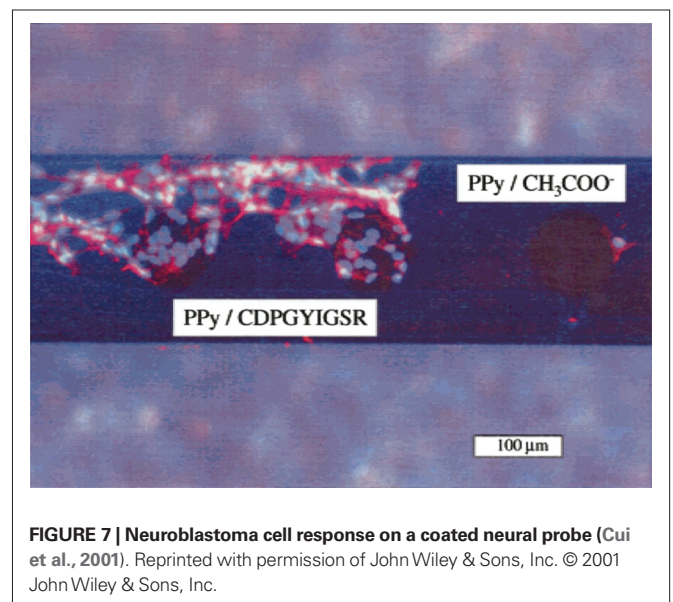 PPy / CH₃COO⁻
PPy / CDPGYIGSR
100 µm
FIGURE 7 | Neuroblastoma cell response on a coated neural probe (Cui
et al., 2001). Reprinted with permission of John Wiley & Sons, Inc. © 2001
John Wiley & Sons, Inc.